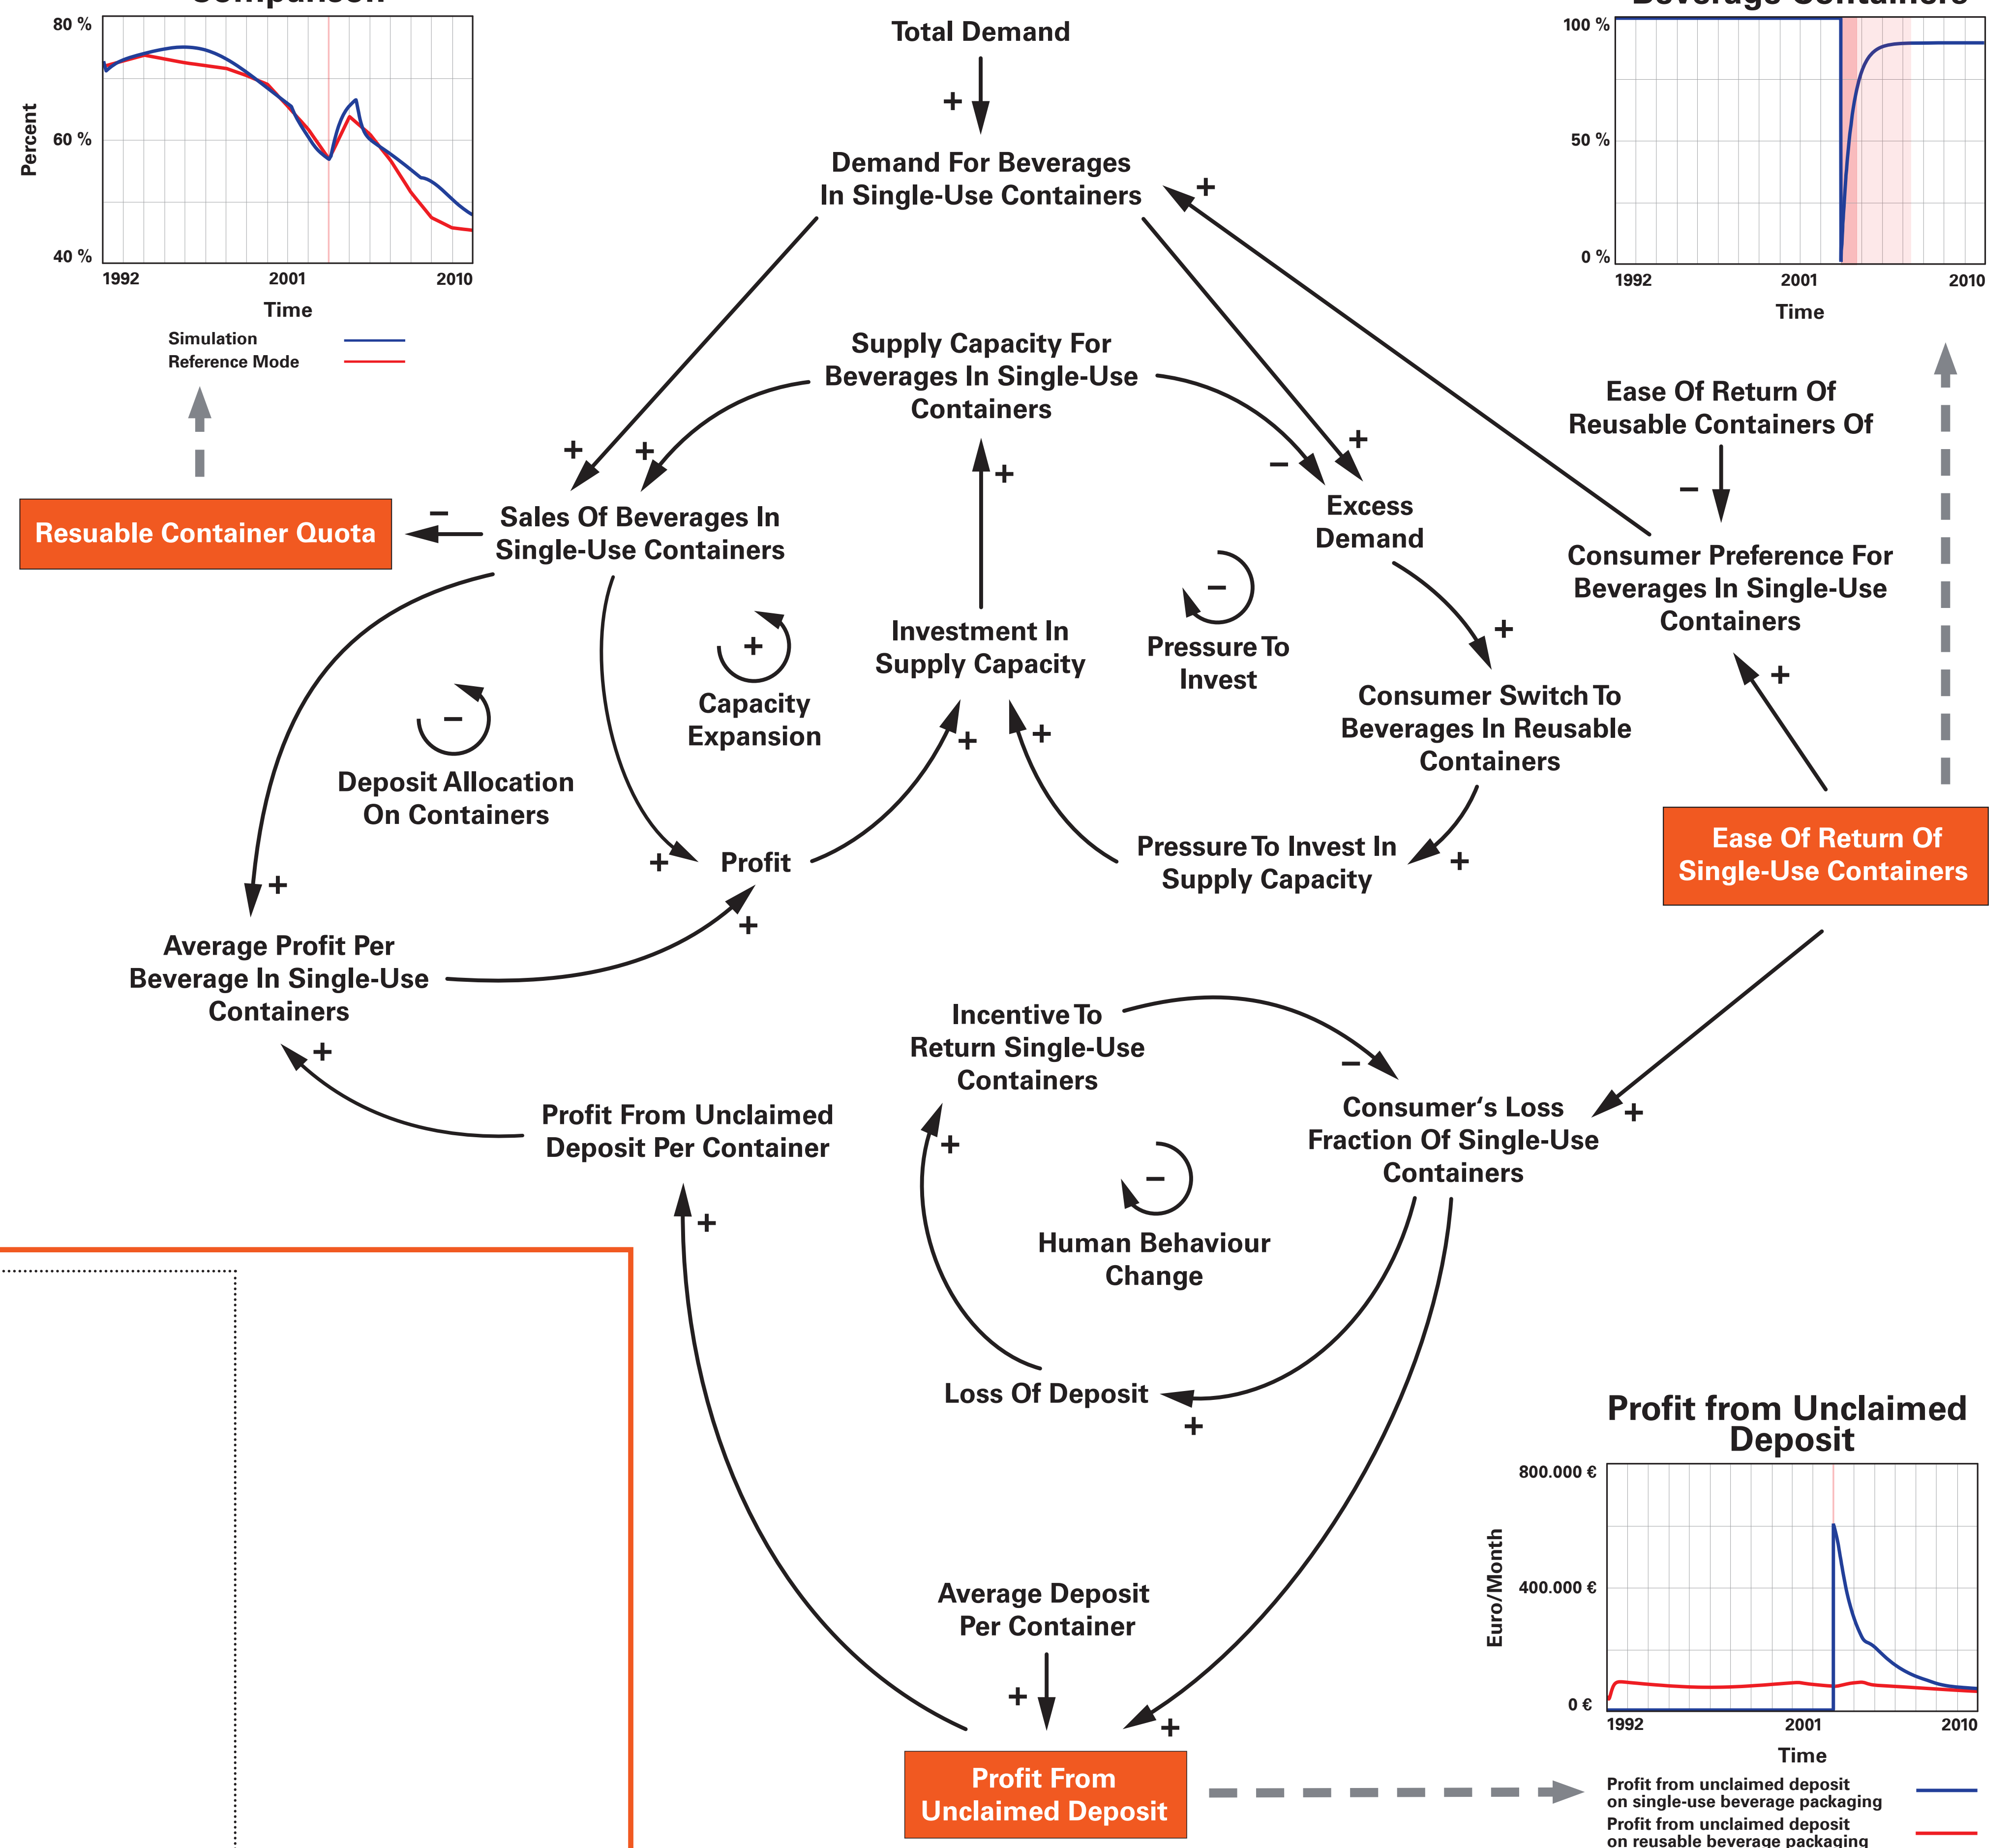 Comparison
80 %
60 %
40 %
Percent
1992
2001
2010
Time
Simulation
Reference Mode
Total Demand
+
Demand For Beverages
In Single-Use Containers
+
Beverage Containers
100 %
50 %
0 %
1992
2001
2010
Time
Supply Capacity For
Beverages In Single-Use
Containers
+
+
+
−
+
Ease Of Return Of
Reusable Containers Of
−
Resuable Container Quota
−
Sales Of Beverages In
Single-Use Containers
Excess
Demand
Consumer Preference For
Beverages In Single-Use
Containers
+
Investment In
Supply Capacity
−
Pressure To
Invest
+
+
Capacity
Expansion
−
Deposit Allocation
On Containers
Consumer Switch To
Beverages In Reusable
Containers
+
+
+
Profit
+
Pressure To Invest In
Supply Capacity
+
Ease Of Return Of
Single-Use Containers
+
Average Profit Per
Beverage In Single-Use
Containers
+
+
Incentive To
Return Single-Use
Containers
−
Consumer‘s Loss
Fraction Of Single-Use
Containers
+
Profit From Unclaimed
Deposit Per Container
+
+
−
Human Behaviour
Change
Loss Of Deposit
+
Average Deposit
Per Container
+
+
Profit From
Unclaimed Deposit
Profit from Unclaimed
Deposit
800.000 €
400.000 €
0 €
Euro/Month
1992
2001
2010
Time
Profit from unclaimed deposit
on single-use beverage packaging
Profit from unclaimed deposit
on reusable beverage packaging